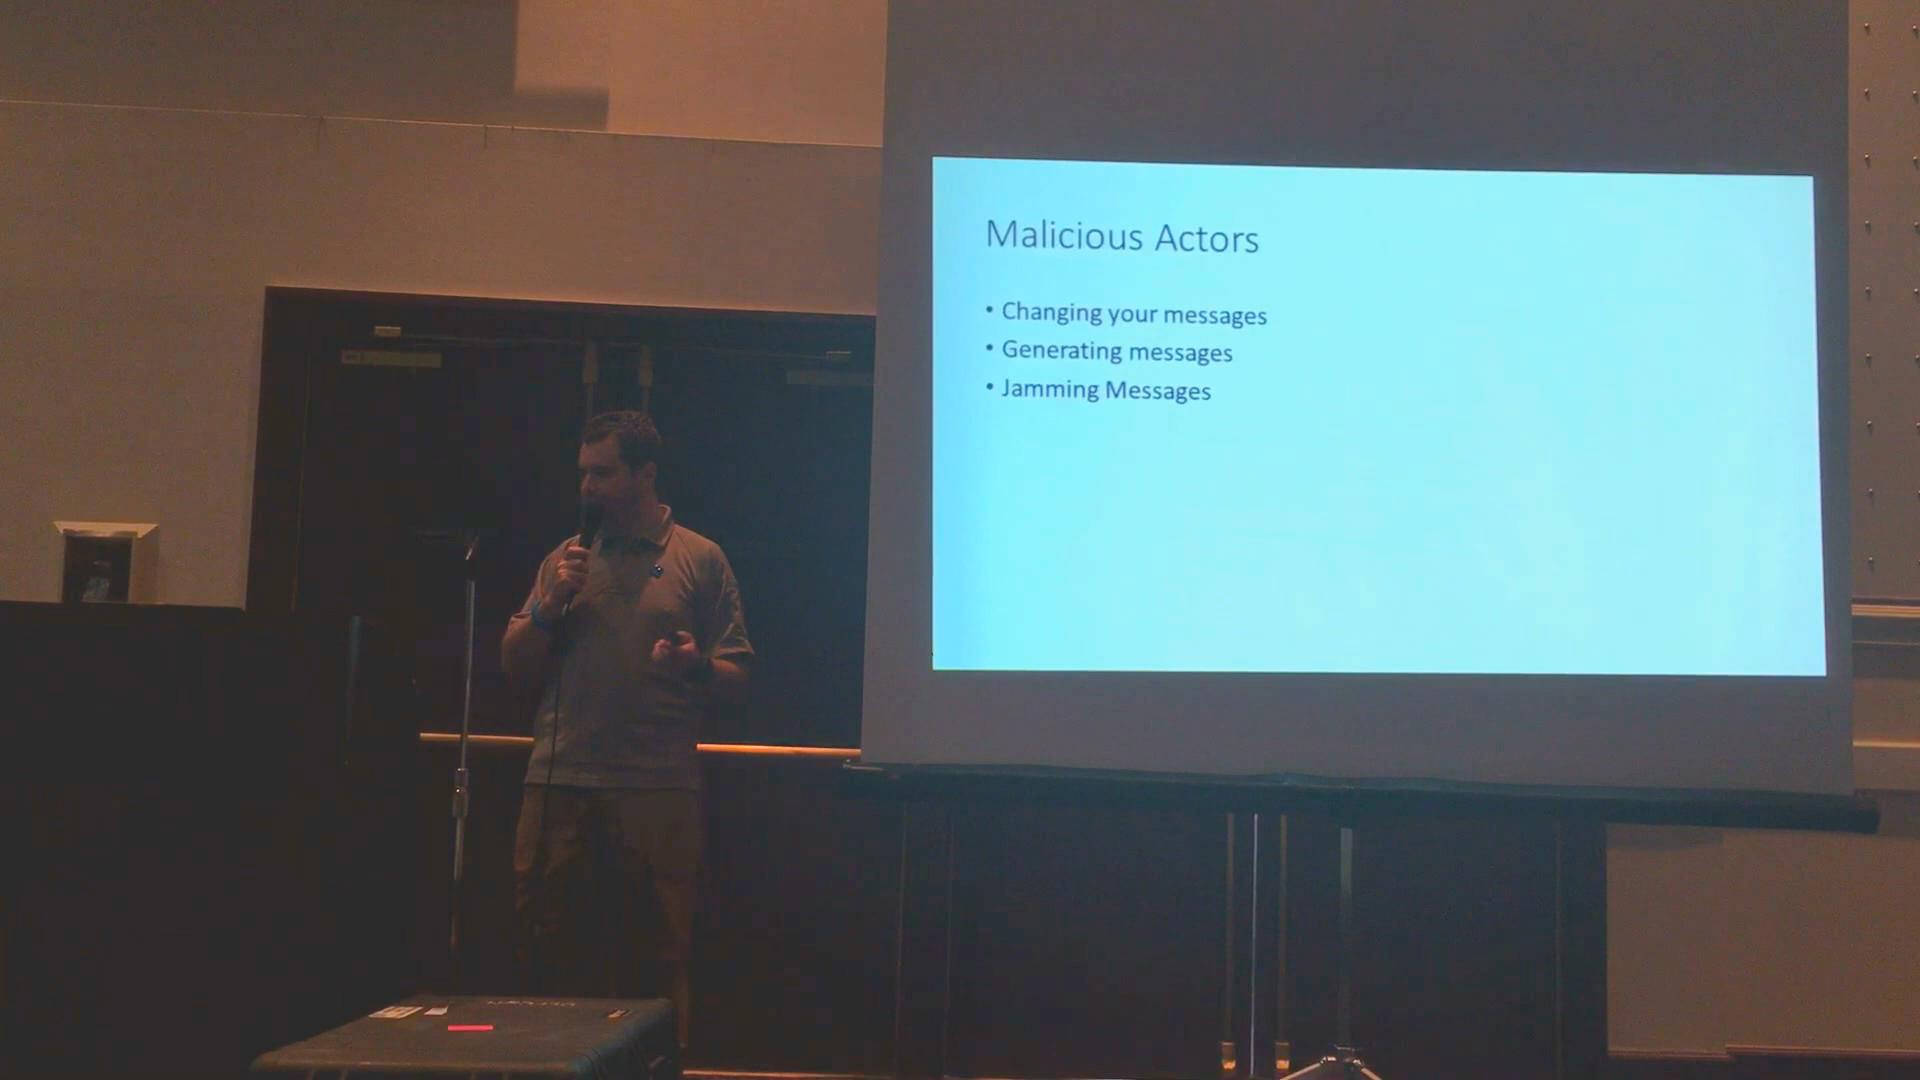 Malicious Actors
• Changing your messages
• Generating messages
• Jamming Messages